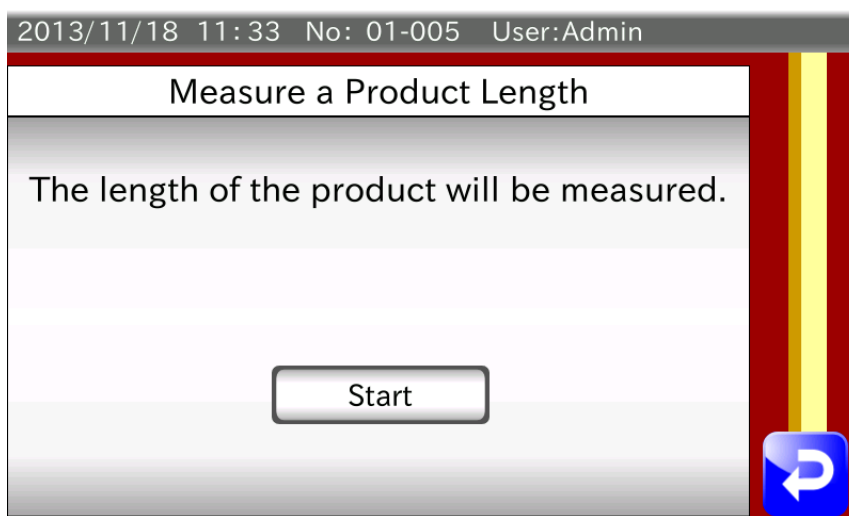 2013/11/18 11:33 No: 01-005 User:Admin
Measure a Product Length
The length of the product will be measured.
Start